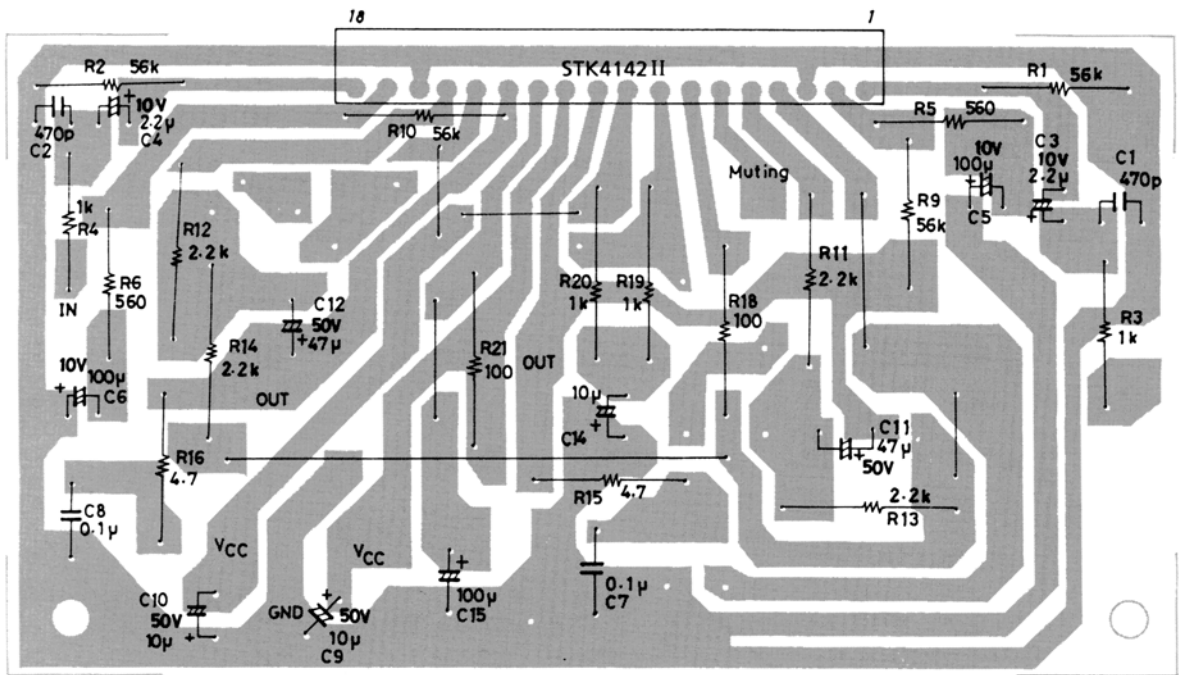 18
1
STK4142 II
R2
56k
10V
2.2μ
C4
470p
C2
R10
56k
R1
56k
R5
560
10V
100μ
C5
C3
10V
2.2μ
C1
470p
Muting
1k
R4
R12
2.2k
R9
56k
R11
2.2k
IN
R6
560
C12
50V
47μ
R20
1k
R19
1k
R18
100
R3
1k
R14
2.2k
R21
100
OUT
10V
100μ
C6
OUT
10μ
C14
C11
47μ
50V
R16
4.7
R15
4.7
2.2k
R13
C8
0.1μ
VCC
VCC
C10
50V
10μ
GND
50V
10μ
C9
100μ
C15
0.1μ
C7